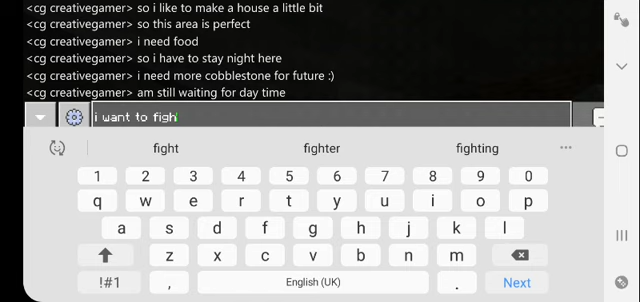 <cg creativegamer> so i like to make a house a little bit
<cg creativegamer> so this area is perfect
<cg creativegamer> i need food
<cg creativegamer> so i have to stay night here
<cg creativegamer> i need more cobblestone for future :)
<cg creativegamer> am still waiting for day time
i want to figh
fight fighter fighting ...
1 2 3 4 5 6 7 8 9 0
q w e r t y u i o p
a s d f g h j k l
z x c v b n m
!#1 , English (UK) . Next